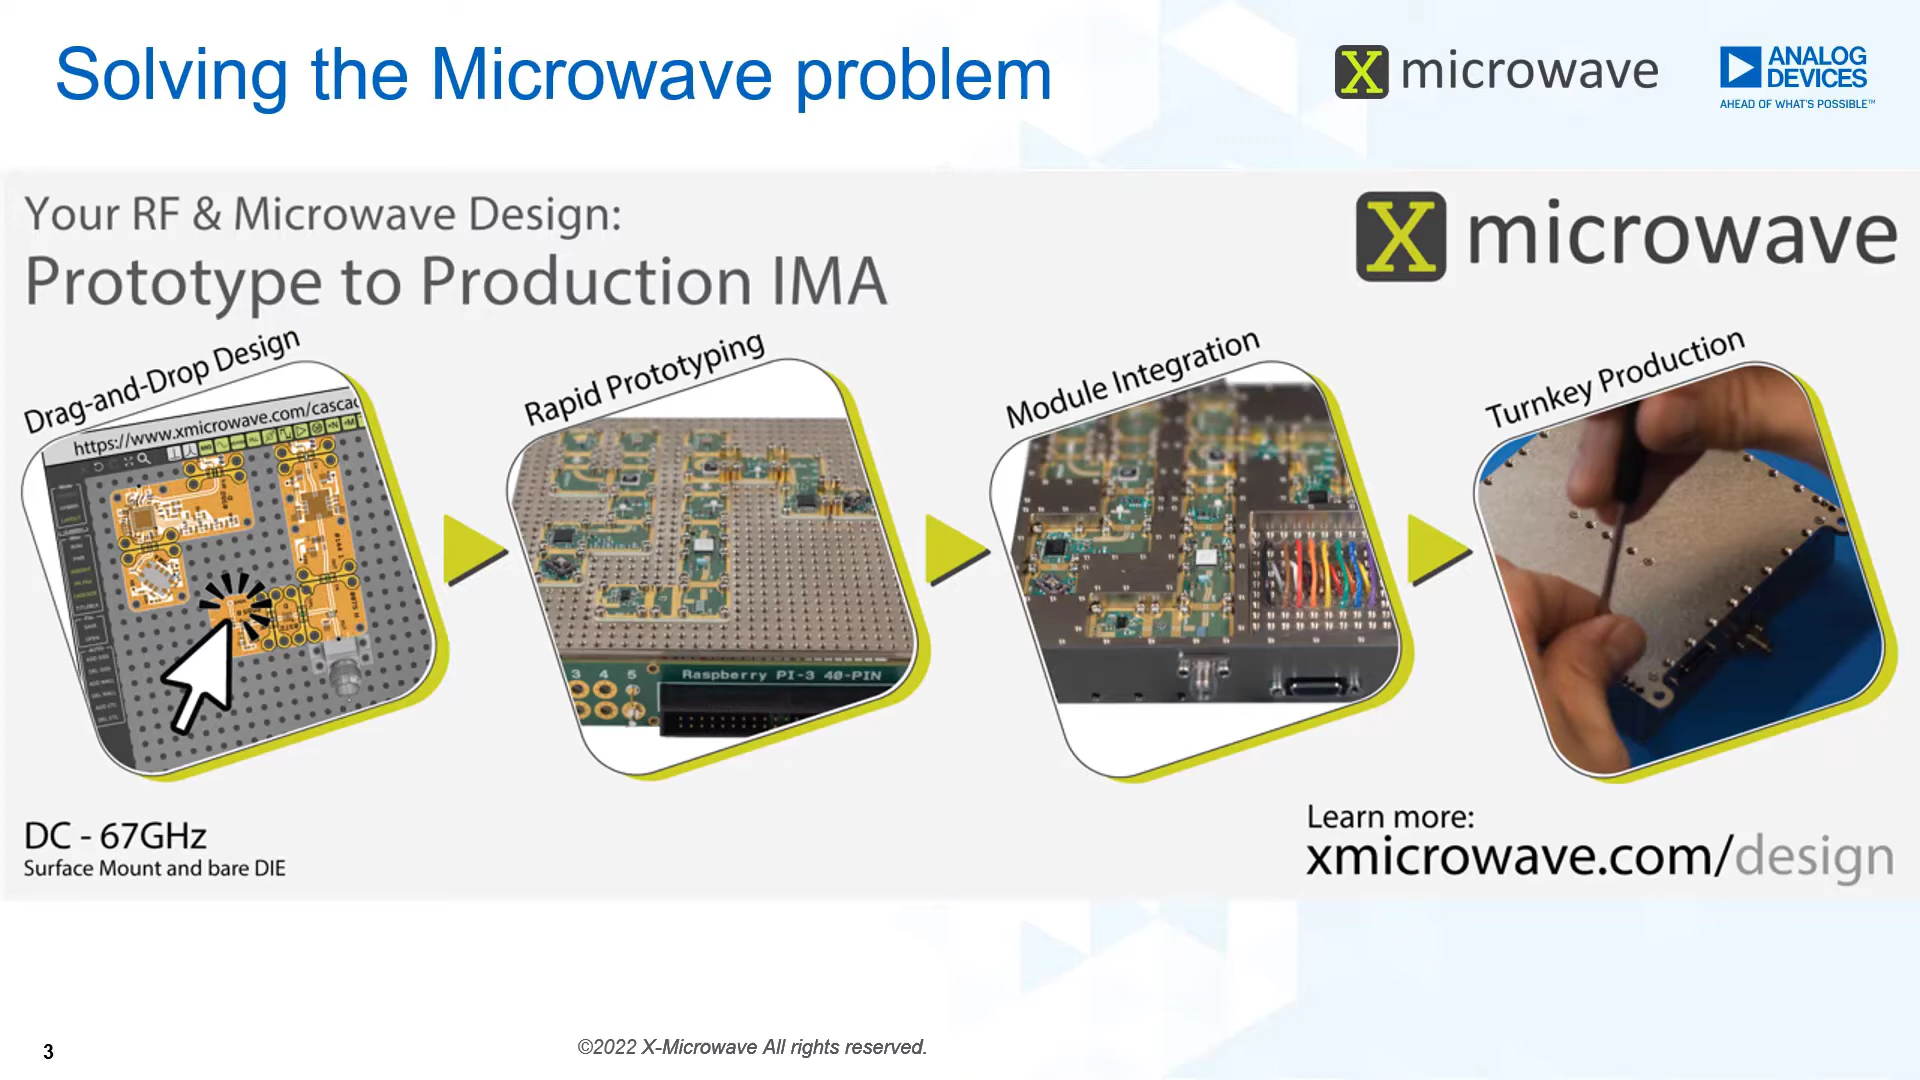 Solving the Microwave problem
X microwave
ANALOG
DEVICES
AHEAD OF WHAT'S POSSIBLE™
Your RF & Microwave Design:
Prototype to Production IMA
X microwave
Drag-and-Drop Design
Rapid Prototyping
Module Integration
Turnkey Production
https://www.xmicrowave.com/cascad
3 4 5
Raspberry PI-3 40-PIN
DC - 67GHz
Surface Mount and bare DIE
Learn more:
xmicrowave.com/design
3
©2022 X-Microwave All rights reserved.